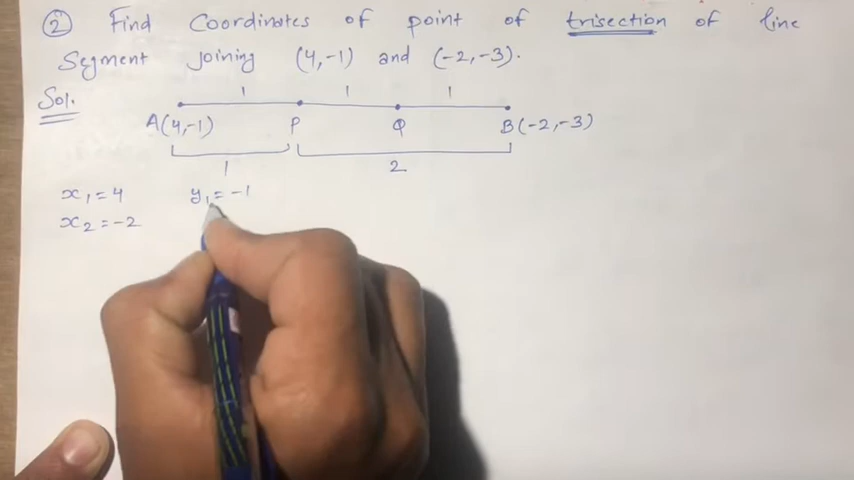 ② Find Coordinates of point of trisection of line
Segment joining (4,-1) and (-2,-3).
Sol.
1 1 1
A(4,-1) P Q B(-2,-3)
1 2
x₁ = 4 y₁ = -1
x₂ = -2